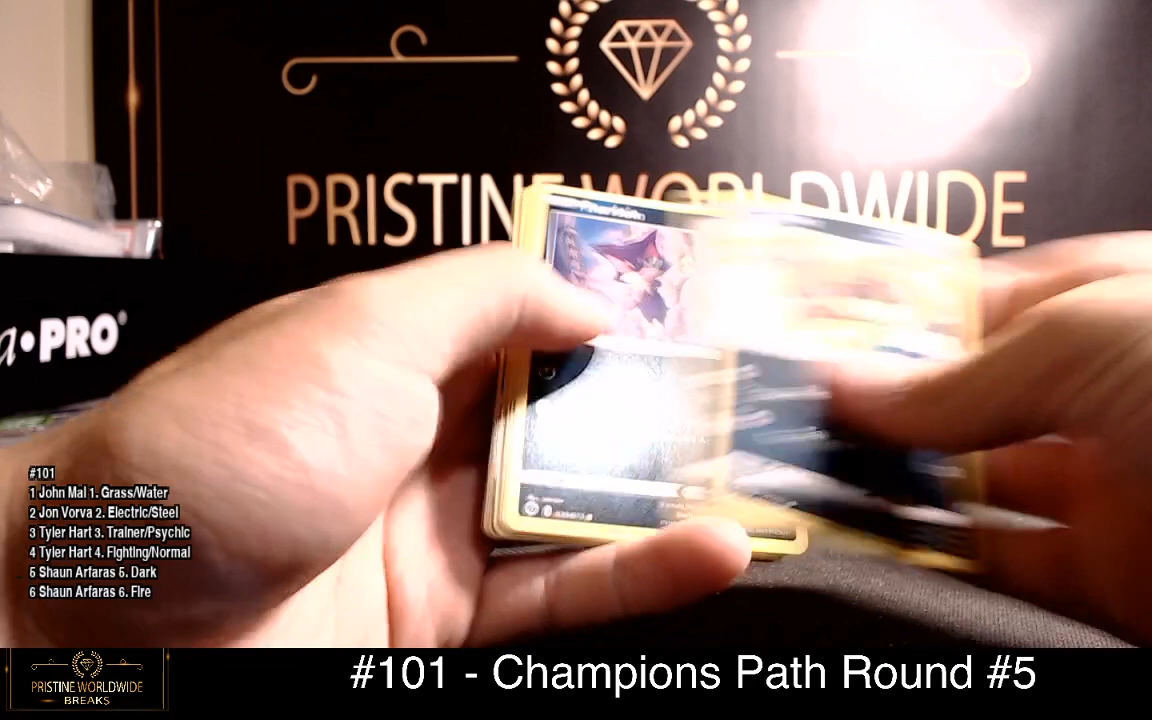 PRISTINE WORLDWIDE
a•PRO®
#101
1 John Mal 1. Grass/Water
2 Jon Vorva 2. Electric/Steel
3 Tyler Hart 3. Trainer/Psychic
4 Tyler Hart 4. Fighting/Normal
5 Shaun Arfaras 5. Dark
6 Shaun Arfaras 6. Fire
PRISTINE WORLDWIDE
BREAKS
#101 - Champions Path Round #5